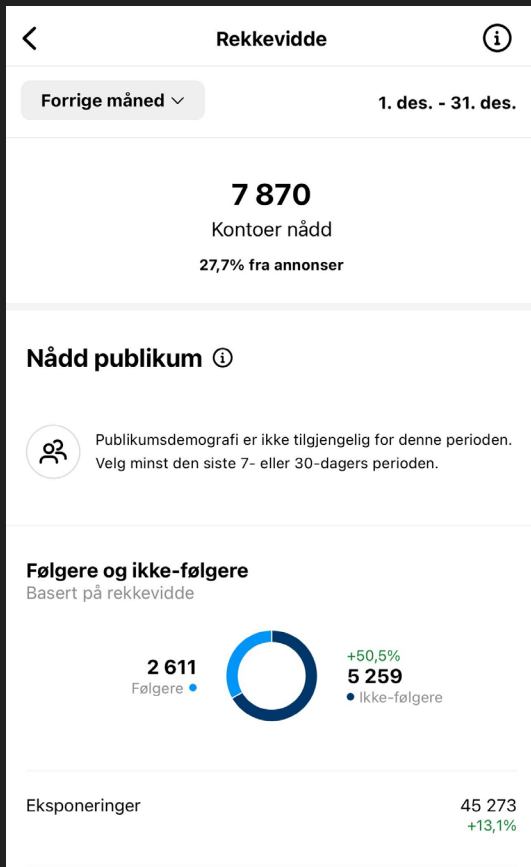 Rekkevidde
Forrige måned
1. des. - 31. des.
7 870
Kontoer nådd
27,7% fra annonser
Nådd publikum
Publikumsdemografi er ikke tilgjengelig for denne perioden.
Velg minst den siste 7- eller 30-dagers perioden.
Følgere og ikke-følgere
Basert på rekkevidde
2 611
Følgere
+50,5%
5 259
Ikke-følgere
Eksponeringer
45 273
+13,1%